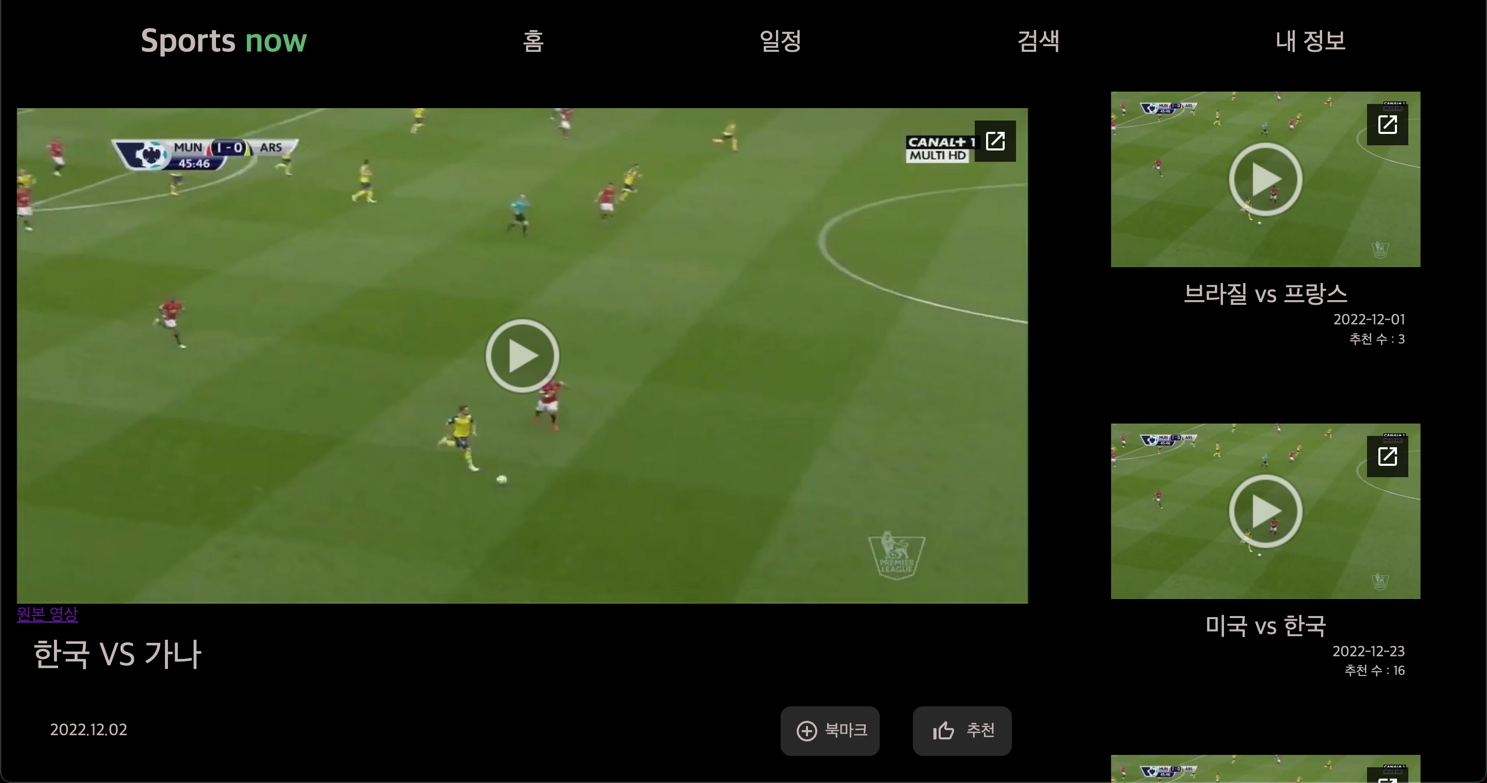 Sports now
홈
일정
검색
내 정보
MUN 1-0 ARS
45:46
CANAL+ 1
MULTI HD
PREMIER
LEAGUE
원본 영상
한국 VS 가나
2022.12.02
북마크
추천
브라질 vs 프랑스
2022-12-01
추천 수 : 3
미국 vs 한국
2022-12-23
추천 수 : 16